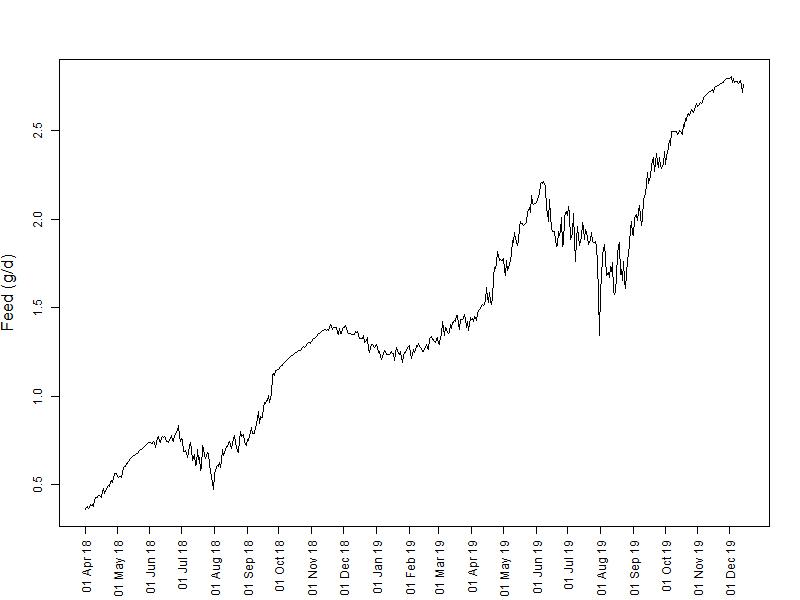 Feed (g/d)
2.5
2.0
1.5
1.0
0.5
01 Apr 18
01 May 18
01 Jun 18
01 Jul 18
01 Aug 18
01 Sep 18
01 Oct 18
01 Nov 18
01 Dec 18
01 Jan 19
01 Feb 19
01 Mar 19
01 Apr 19
01 May 19
01 Jun 19
01 Jul 19
01 Aug 19
01 Sep 19
01 Oct 19
01 Nov 19
01 Dec 19